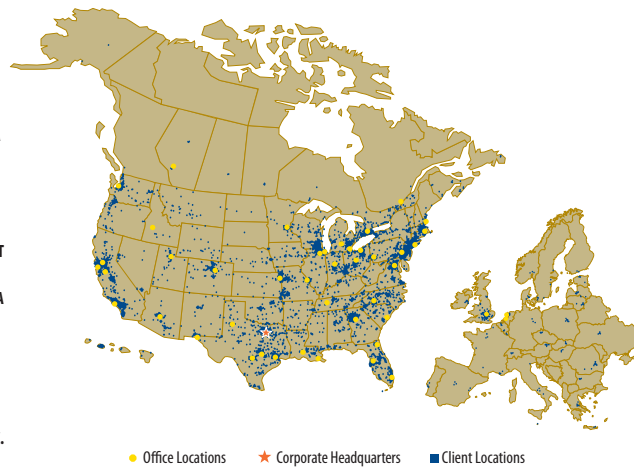 T
A
.
Office Locations
Corporate Headquarters
Client Locations